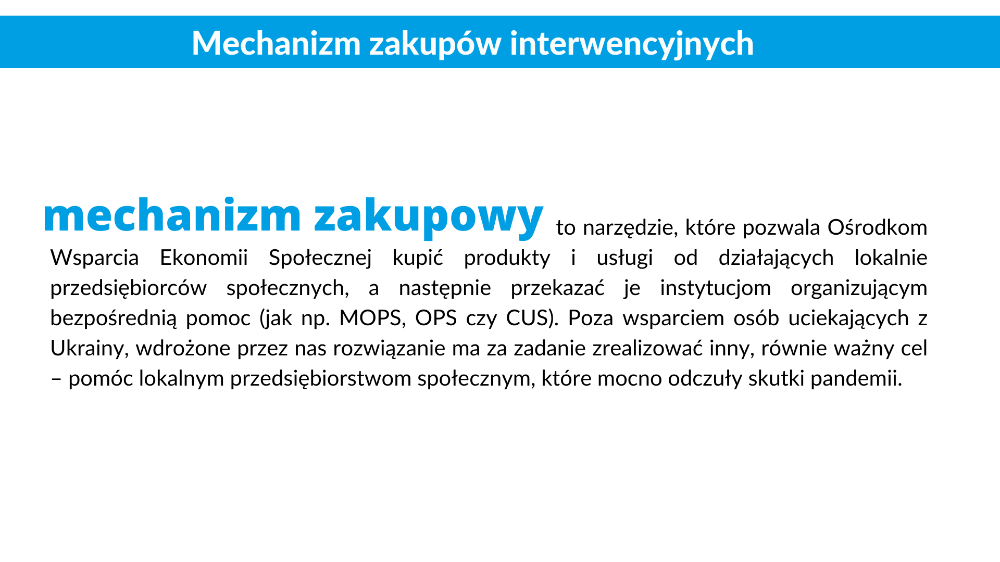 Mechanizm zakupów interwencyjnych
mechanizm zakupowy to narzędzie, które pozwala Ośrodkom
Wsparcia Ekonomii Społecznej kupić produkty i usługi od działających lokalnie
przedsiębiorców społecznych, a następnie przekazać je instytucjom organizującym
bezpośrednią pomoc (jak np. MOPS, OPS czy CUS). Poza wsparciem osób uciekających z
Ukrainy, wdrożone przez nas rozwiązanie ma za zadanie zrealizować inny, równie ważny cel
– pomóc lokalnym przedsiębiorstwom społecznym, które mocno odczuły skutki pandemii.